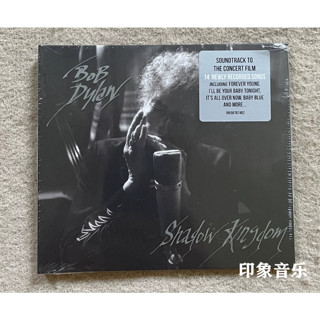 BOB
Dylan
SOUNDTRACK TO
THE CONCERT FILM
14 NEWLY RECORDED SONGS
INCLUDING FOREVER YOUNG
I'LL BE YOUR BABY TONIGHT,
IT'S ALL OVER NOW BABY BLUE
AND MORE...
Shadow Kingdom
印象音乐